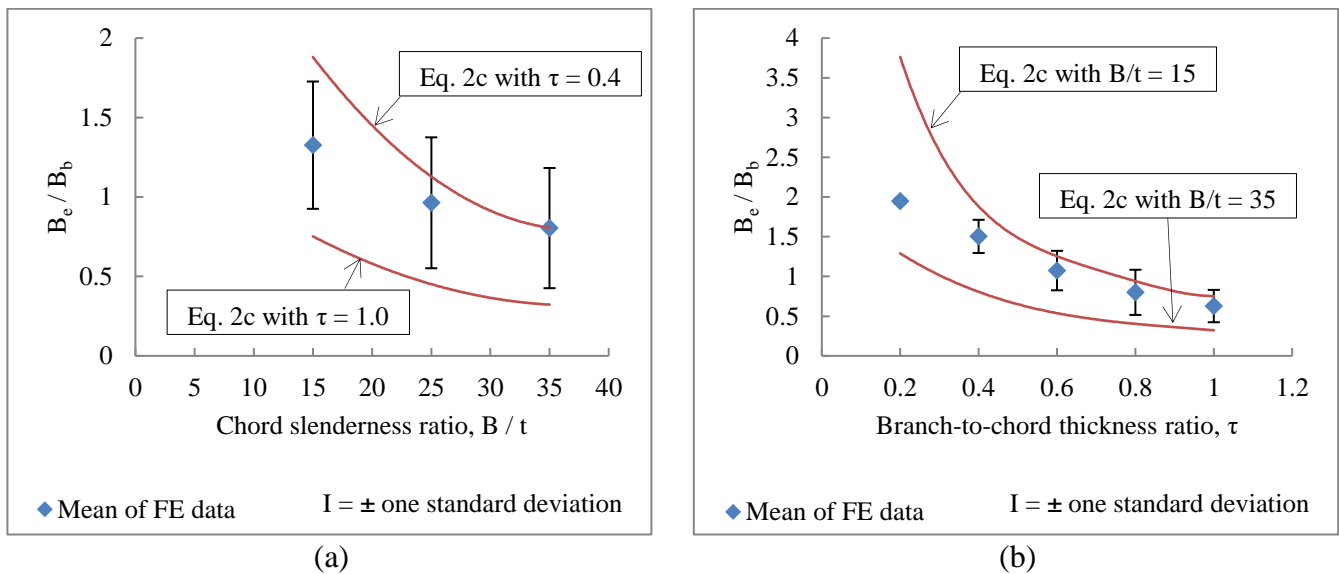 2
1.5
1
0.5
0
0
5
10
15
20
25
30
35
40
Be / Bb
Chord slenderness ratio, B / t
Eq. 2c with τ = 0.4
Eq. 2c with τ = 1.0
Mean of FE data
I = ± one standard deviation
(a)
4
3.5
3
2.5
2
1.5
1
0.5
0
0
0.2
0.4
0.6
0.8
1
1.2
Be / Bb
Branch-to-chord thickness ratio, τ
Eq. 2c with B/t = 15
Eq. 2c with B/t = 35
Mean of FE data
I = ± one standard deviation
(b)